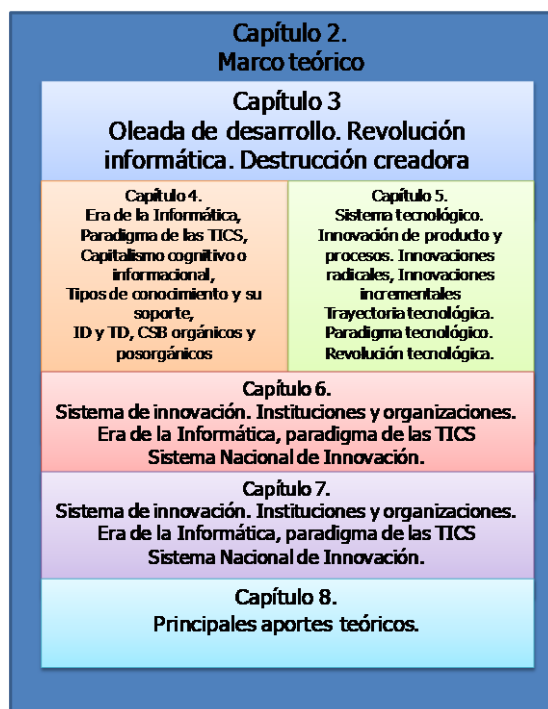 Capítulo 2.
Marco teórico
Capítulo 3
Oleada de desarrollo. Revolución
informática. Destrucción creadora
Capítulo 4.
Era de la Informática,
Paradigma de las TICS,
Capitalismo cognitivo o
informacional,
Tipos de conocimiento y su
soporte,
ID y TD, CSB orgánicos y
posorgánicos
Capítulo 5.
Sistema tecnológico.
Innovación de producto y
procesos. Innovaciones
radicales, Innovaciones
incrementales
Trayectoria tecnológica.
Paradigma tecnológico.
Revolución tecnológica.
Capítulo 6.
Sistema de innovación. Instituciones y organizaciones.
Era de la Informática, paradigma de las TICS
Sistema Nacional de Innovación.
Capítulo 7.
Sistema de innovación. Instituciones y organizaciones.
Era de la Informática, paradigma de las TICS
Sistema Nacional de Innovación.
Capítulo 8.
Principales aportes teóricos.